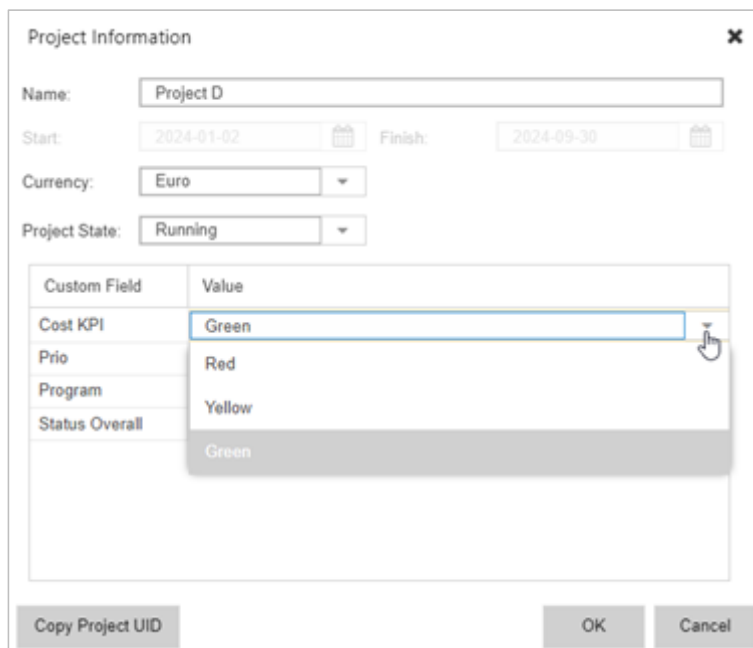 Project Information
Name: Project D
Start: 2024-01-02 Finish: 2024-09-30
Currency: Euro
Project State: Running
Custom Field Value
Cost KPI Green
Prio Red
Program Yellow
Status Overall Green
Copy Project UID OK Cancel